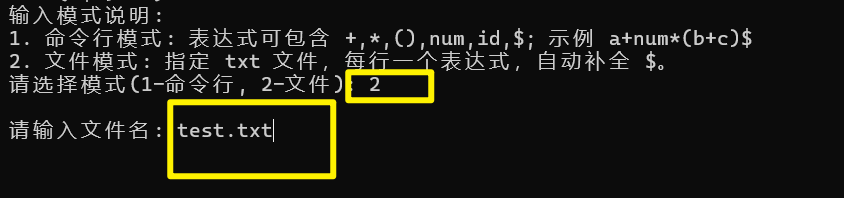 输入模式说明:
1. 命令行模式: 表达式可包含 +,*,(),num,id,$; 示例 a+num*(b+c)$
2. 文件模式: 指定 txt 文件, 每行一个表达式, 自动补全 $。
请选择模式(1-命令行, 2-文件): 2
请输入文件名: test.txt